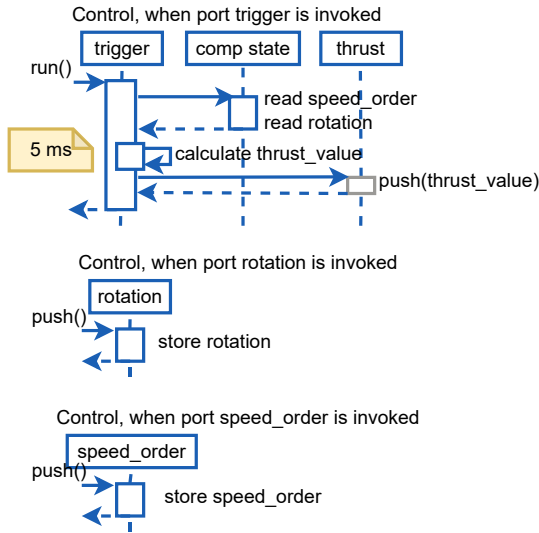 Control, when port trigger is invoked
trigger
comp state
thrust
run()
read speed_order
read rotation
5 ms
calculate thrust_value
push(thrust_value)
Control, when port rotation is invoked
rotation
push()
store rotation
Control, when port speed_order is invoked
speed_order
push()
store speed_order